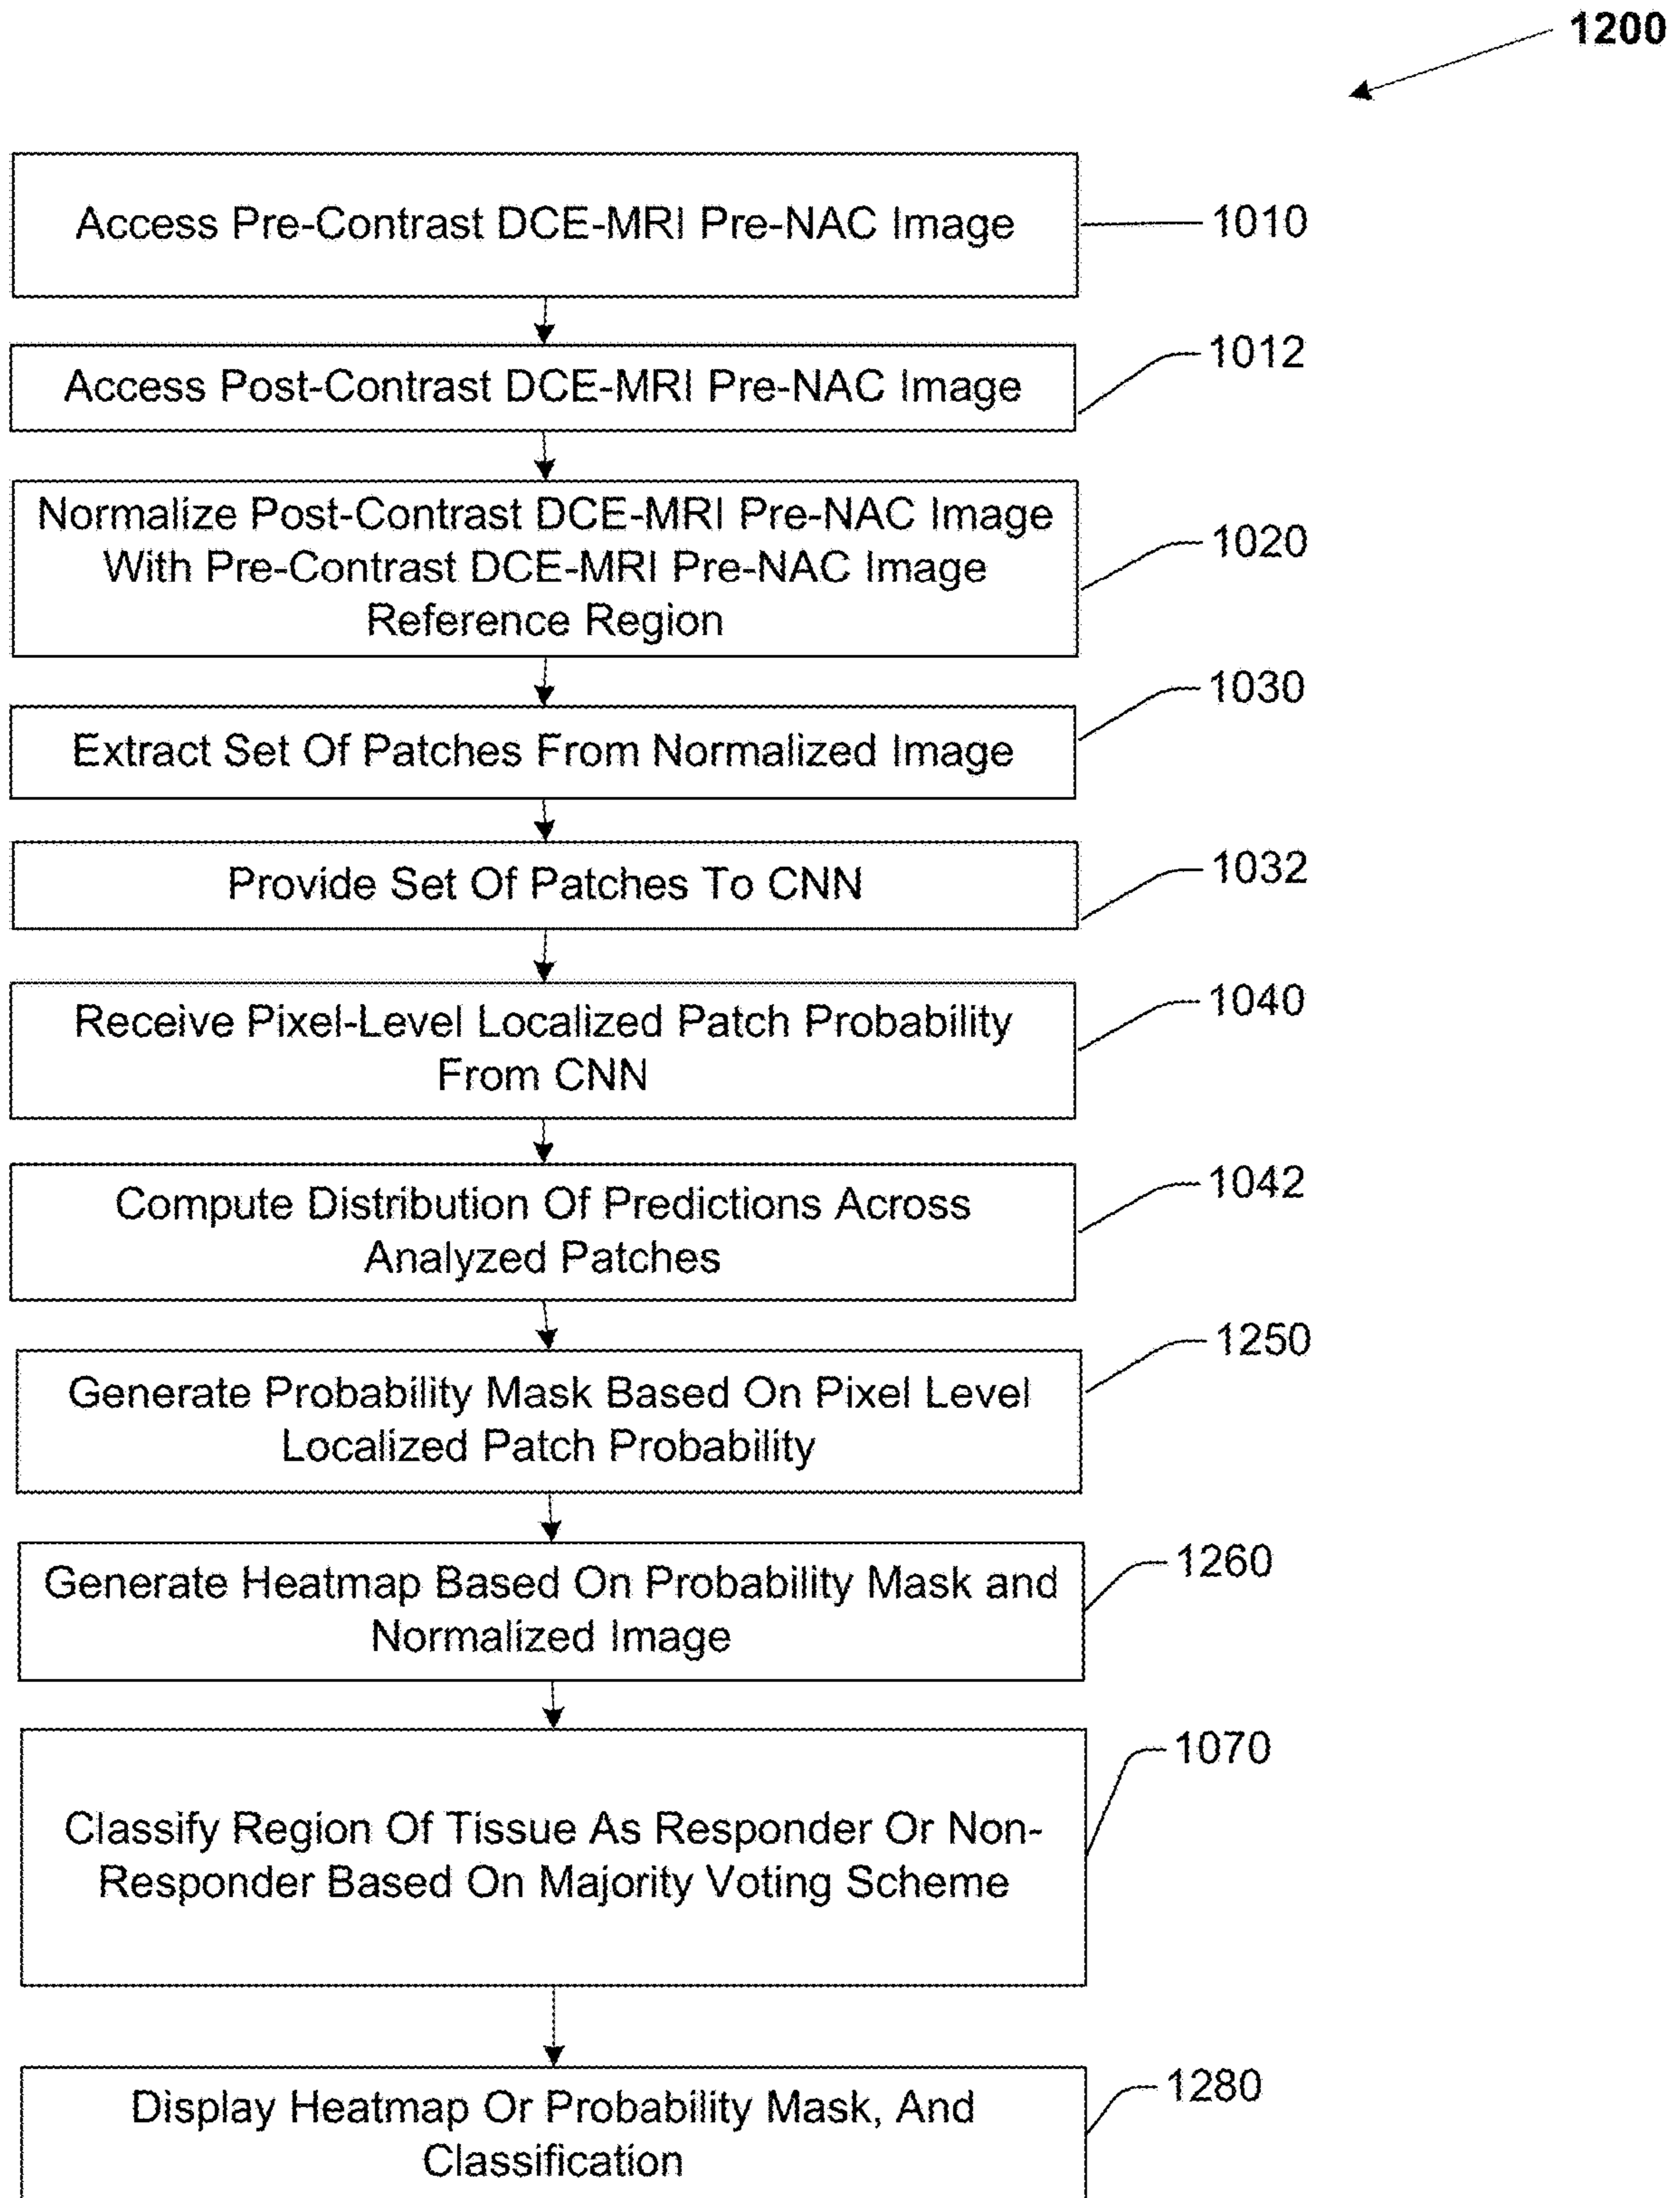 1200
Access Pre-Contrast DCE-MRI Pre-NAC Image
1010
Access Post-Contrast DCE-MRI Pre-NAC Image
1012
Normalize Post-Contrast DCE-MRI Pre-NAC Image
With Pre-Contrast DCE-MRI Pre-NAC Image
Reference Region
1020
Extract Set Of Patches From Normalized Image
1030
Provide Set Of Patches To CNN
1032
Receive Pixel-Level Localized Patch Probability
From CNN
1040
Compute Distribution Of Predictions Across
Analyzed Patches
1042
Generate Probability Mask Based On Pixel Level
Localized Patch Probability
1250
Generate Heatmap Based On Probability Mask and
Normalized Image
1260
Classify Region Of Tissue As Responder Or Non-
Responder Based On Majority Voting Scheme
1070
Display Heatmap Or Probability Mask, And
Classification
1280